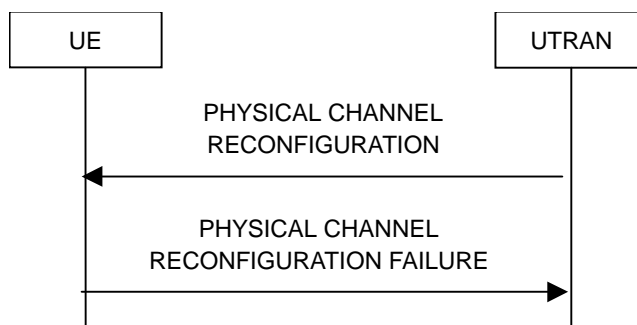 UE
UTRAN
PHYSICAL CHANNEL
RECONFIGURATION
PHYSICAL CHANNEL
RECONFIGURATION FAILURE